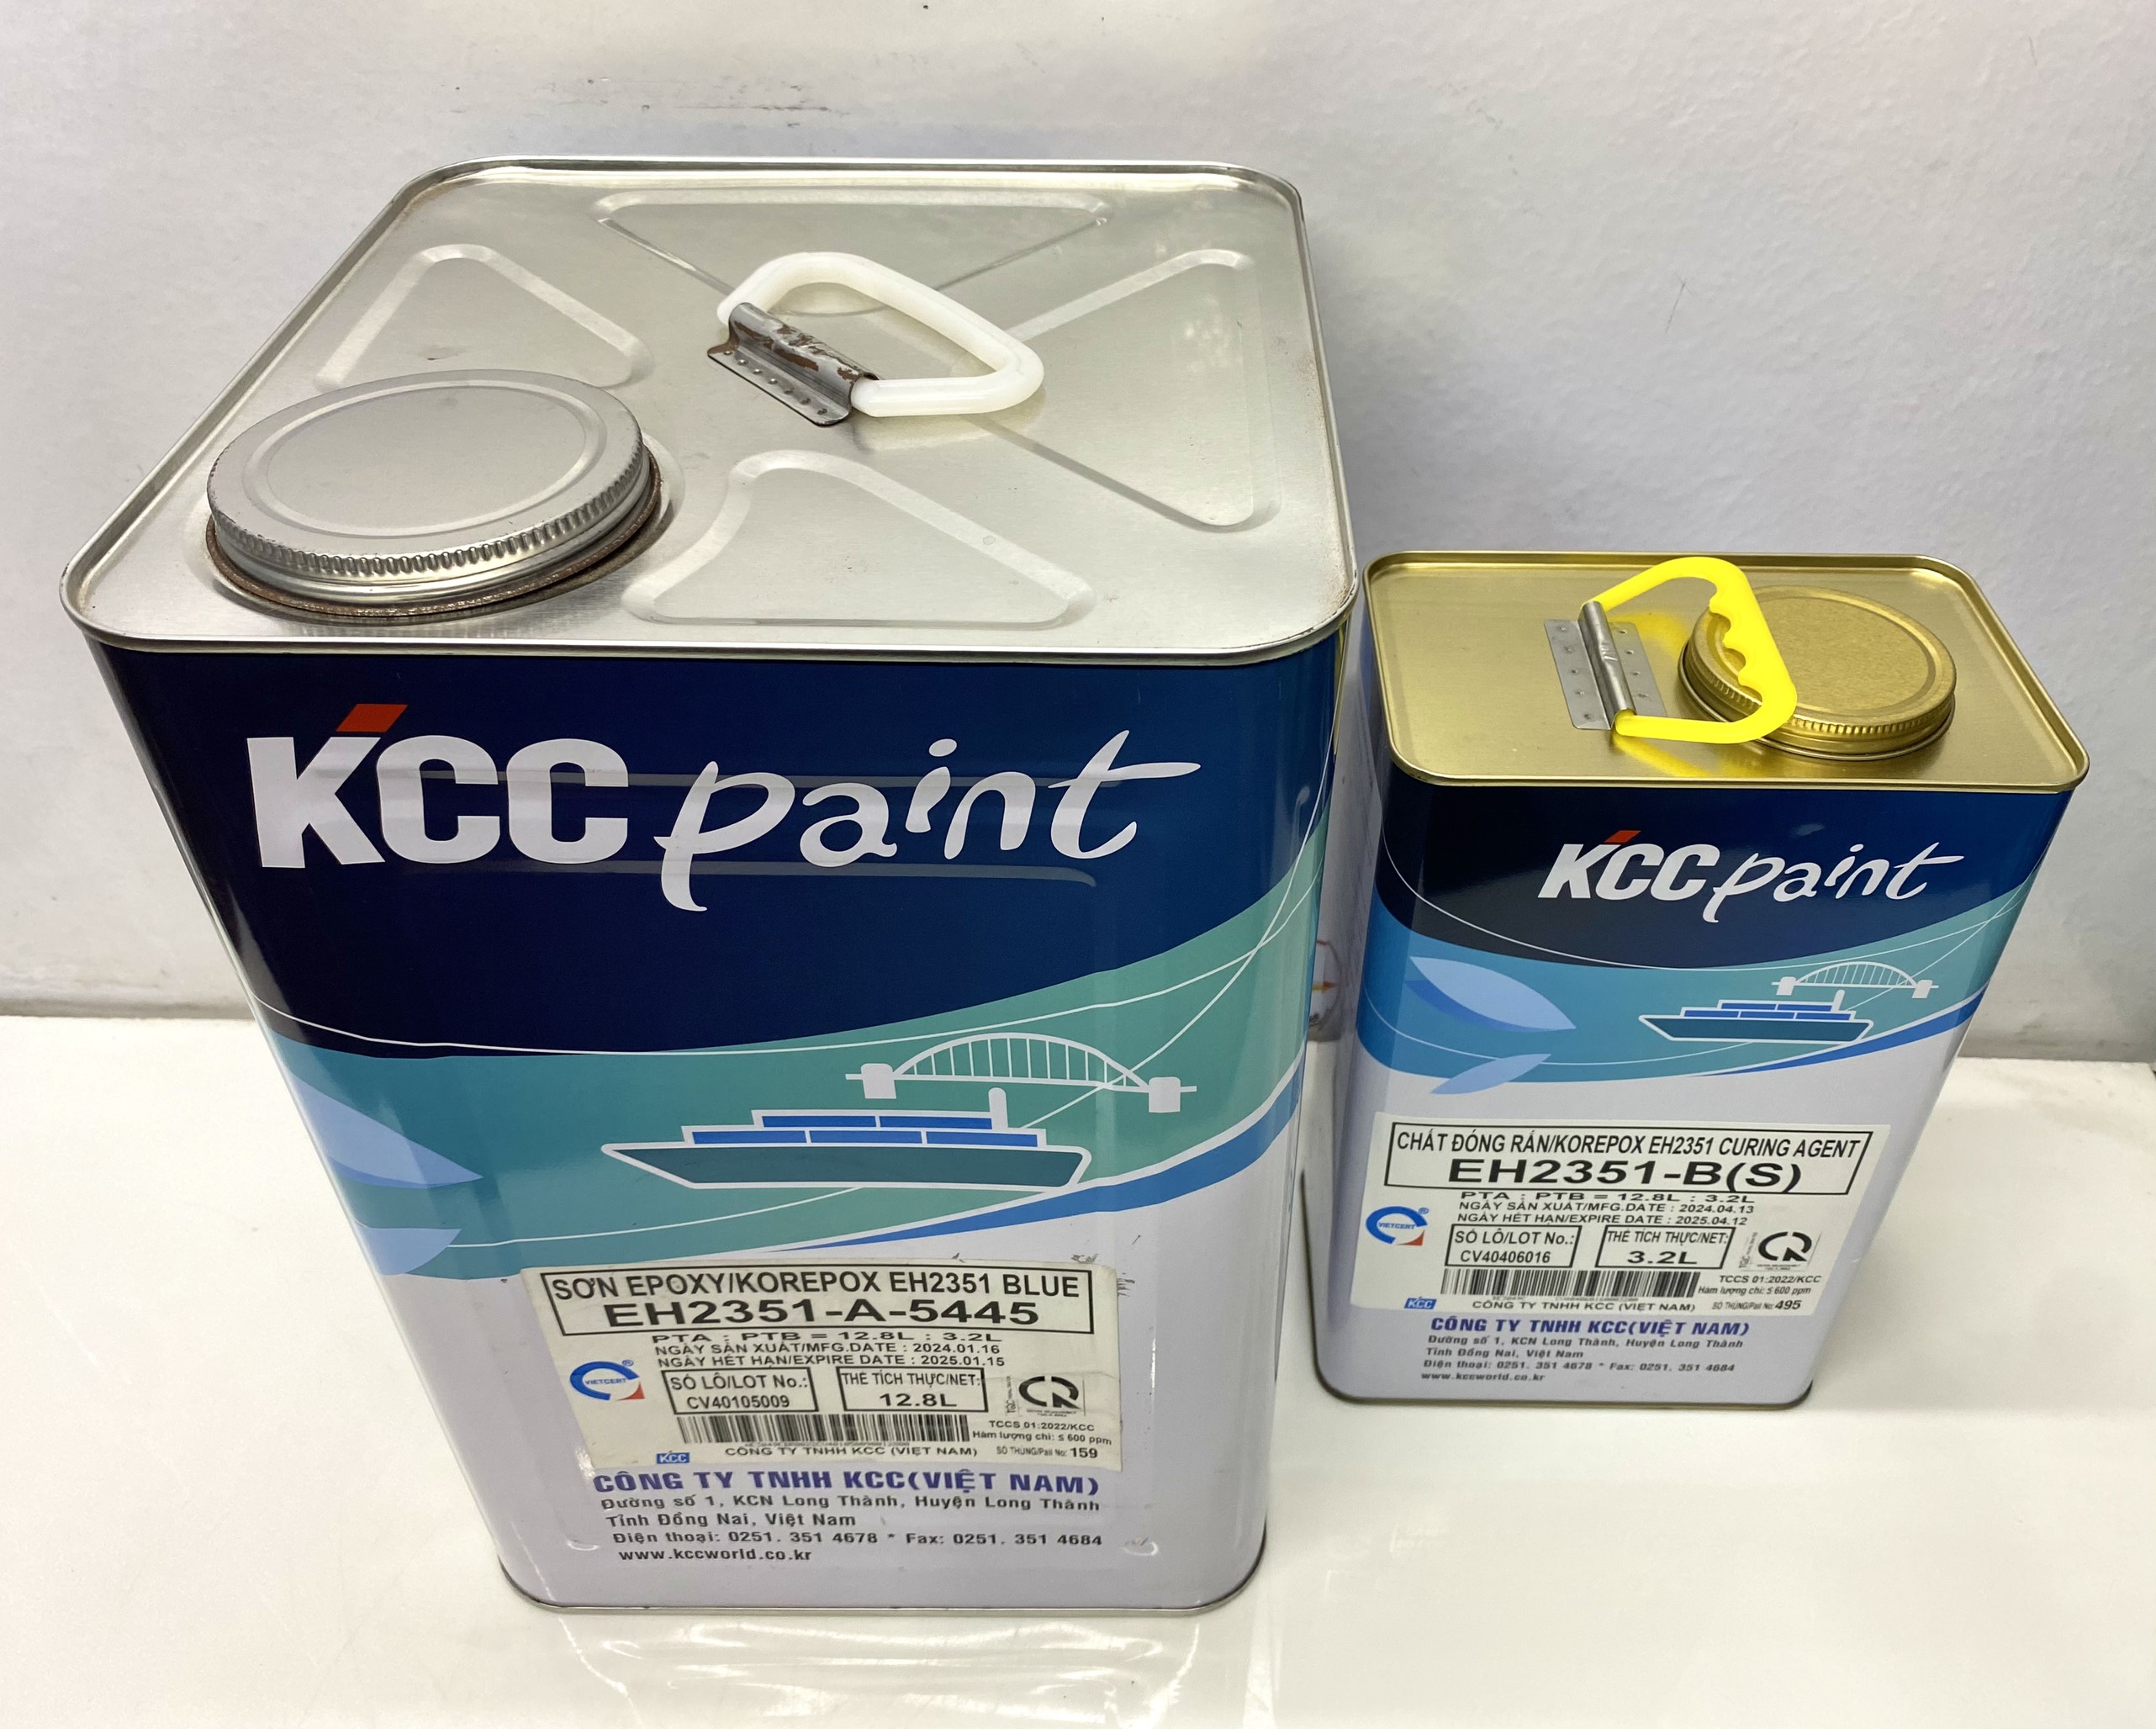 KCC paint
SƠN EPOXY/KOREPOX EH2351 BLUE
EH2351-A-5445
PTA : PTB = 12.8L : 3.2L
NGÀY SẢN XUẤT/MFG.DATE : 2024.01.16
NGÀY HẾT HẠN/EXPIRE DATE : 2025.01.15
VIETCERT
SỐ LÔ/LOT No.:
CV40105009
THỂ TÍCH THỰC/NET:
12.8L
TCCS 01:2022/KCC
Hàm lượng chì: ≤ 600 ppm
KCC
CÔNG TY TNHH KCC (VIỆT NAM)
SỐ THÙNG/Pail No: 159
CÔNG TY TNHH KCC(VIỆT NAM)
Đường số 1, KCN Long Thành, Huyện Long Thành
Tỉnh Đồng Nai, Việt Nam
Điện thoại: 0251. 351 4678 * Fax: 0251. 351 4684
www.kccworld.co.kr
KCC paint
CHẤT ĐÓNG RẮN/KOREPOX EH2351 CURING AGENT
EH2351-B(S)
PTA : PTB = 12.8L : 3.2L
NGÀY SẢN XUẤT/MFG.DATE : 2024.04.13
NGÀY HẾT HẠN/EXPIRE DATE : 2025.04.12
VIETCERT
SỐ LÔ/LOT No.:
CV40406016
THỂ TÍCH THỰC/NET:
3.2L
TCCS 01:2022/KCC
Hàm lượng chì: ≤ 600 ppm
KCC
CÔNG TY TNHH KCC (VIỆT NAM)
SỐ THÙNG/Pail No: 495
CÔNG TY TNHH KCC(VIỆT NAM)
Đường số 1, KCN Long Thành, Huyện Long Thành
Tỉnh Đồng Nai, Việt Nam
Điện thoại: 0251. 351 4678 * Fax: 0251. 351 4684
www.kccworld.co.kr